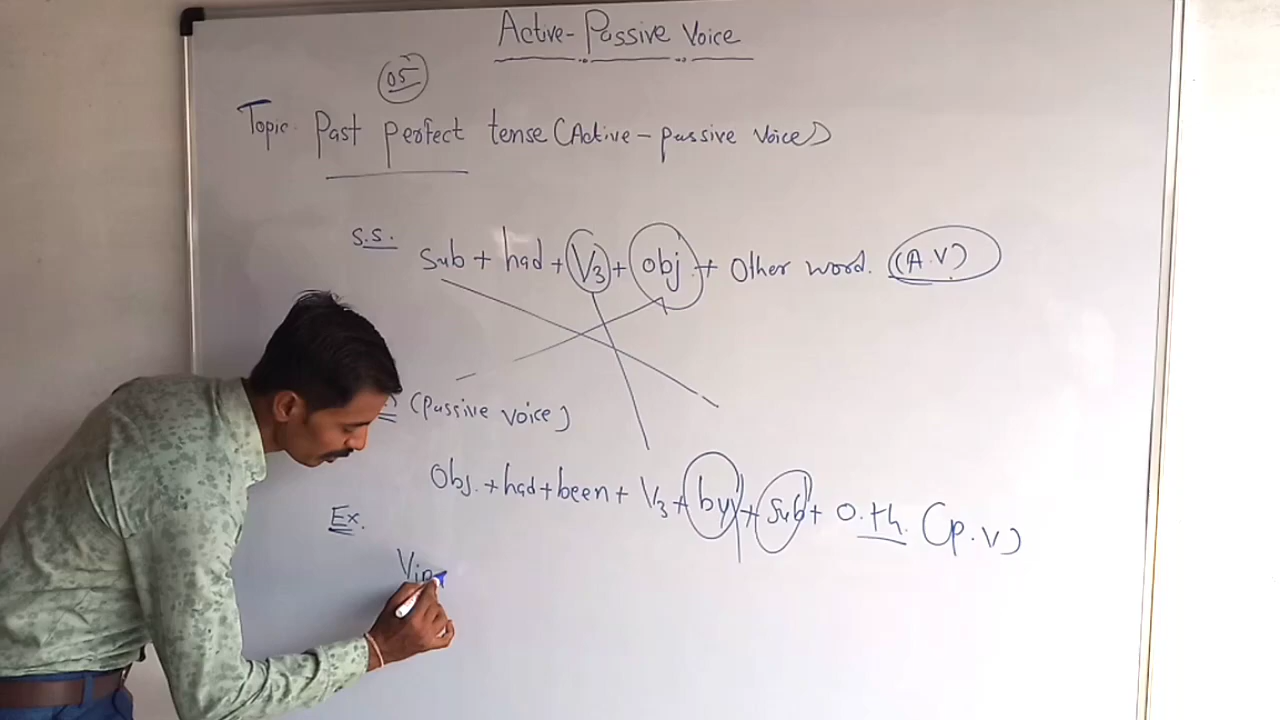 Active-Passive Voice
05
Topic. Past perfect tense (Active-passive Voice)
S.S. Sub + had + V3 + obj. + Other word. (A.V)
(Passive voice)
Obj. + had + been + V3 + by + Sub + O.th. (P.V)
Ex.